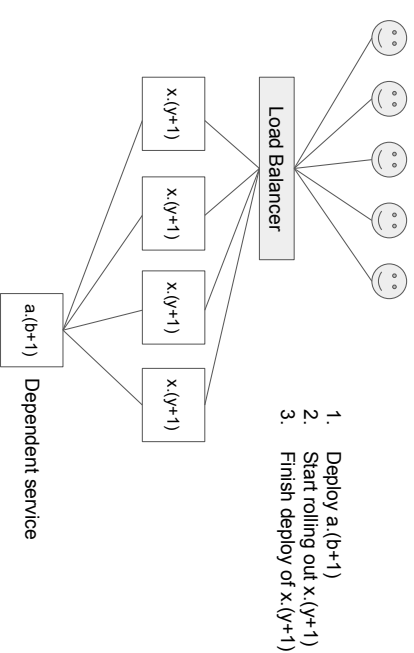 Load Balancer
x.(y+1)
x.(y+1)
x.(y+1)
x.(y+1)
a.(b+1)
Dependent service
1. Deploy a.(b+1)
2. Start rolling out x.(y+1)
3. Finish deploy of x.(y+1)